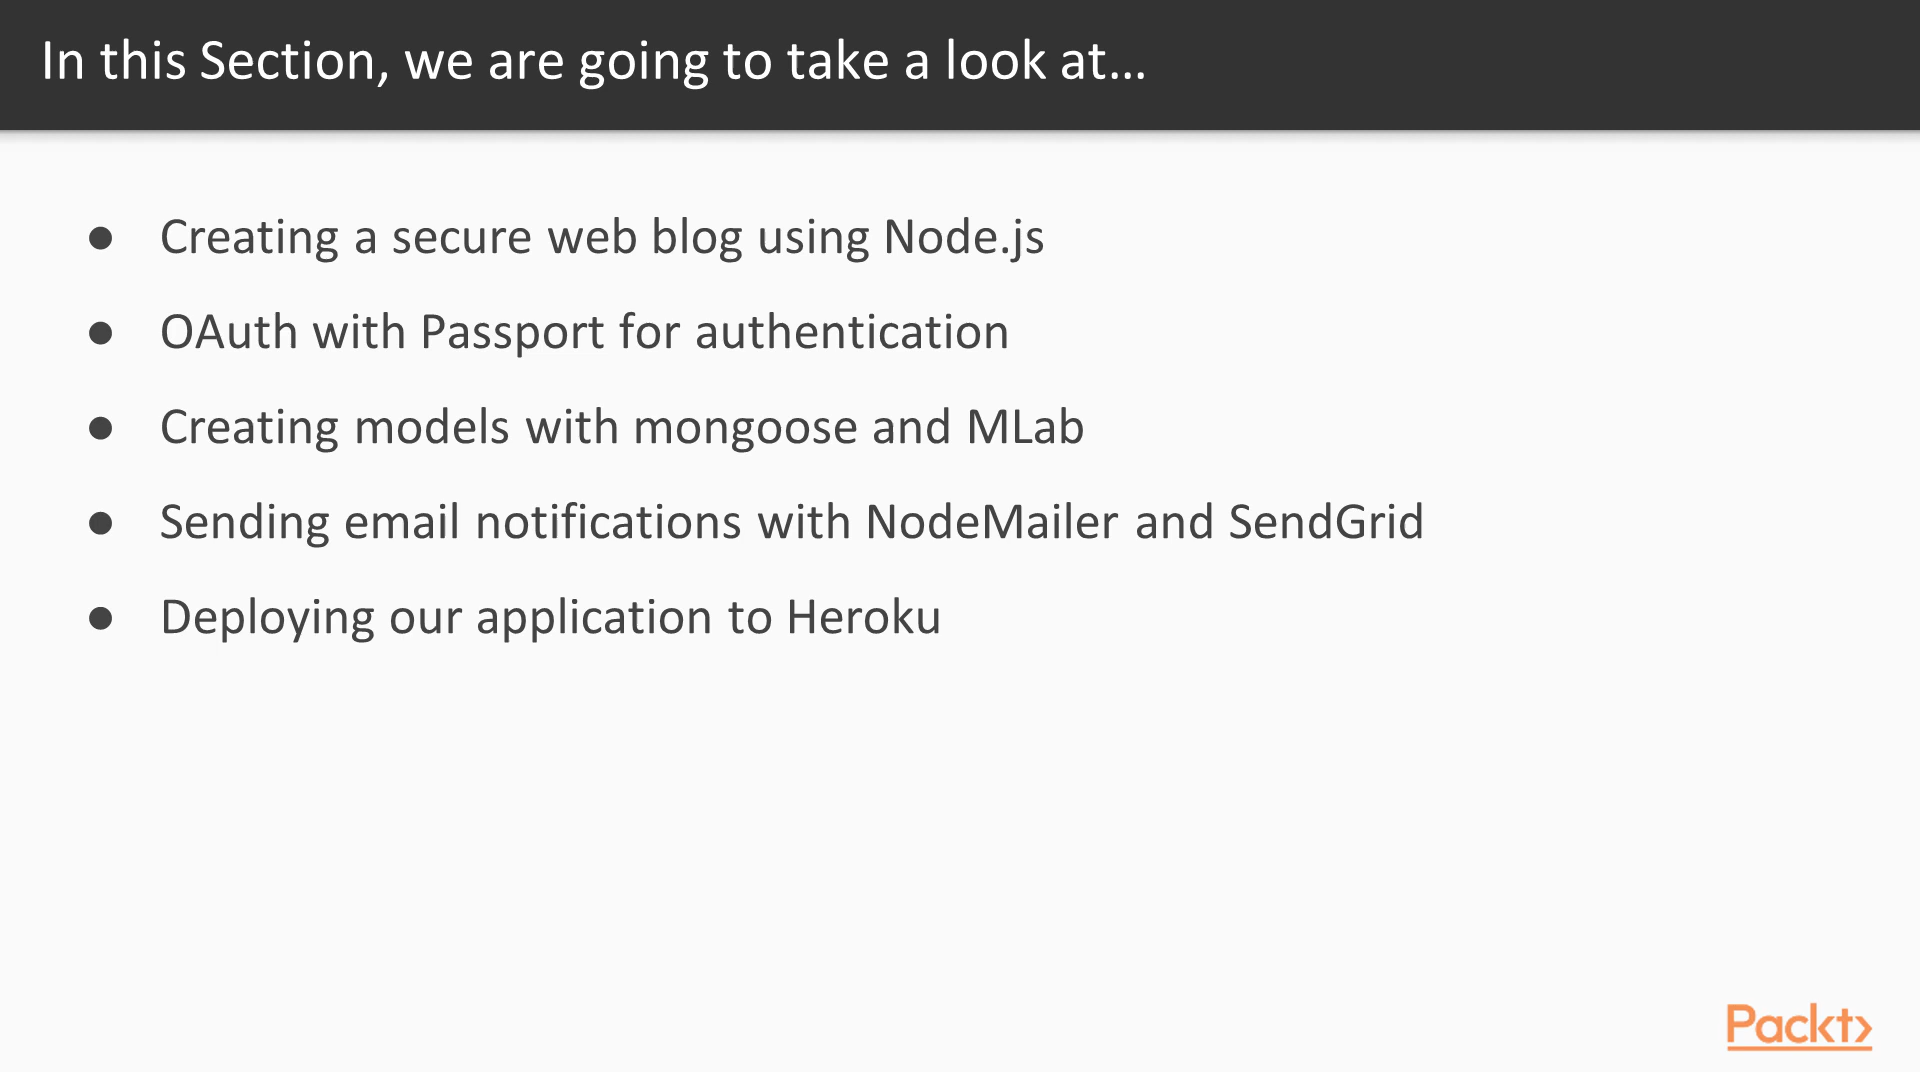 In this Section, we are going to take a look at…
● Creating a secure web blog using Node.js
● OAuth with Passport for authentication
● Creating models with mongoose and MLab
● Sending email notifications with NodeMailer and SendGrid
● Deploying our application to Heroku
Packt>